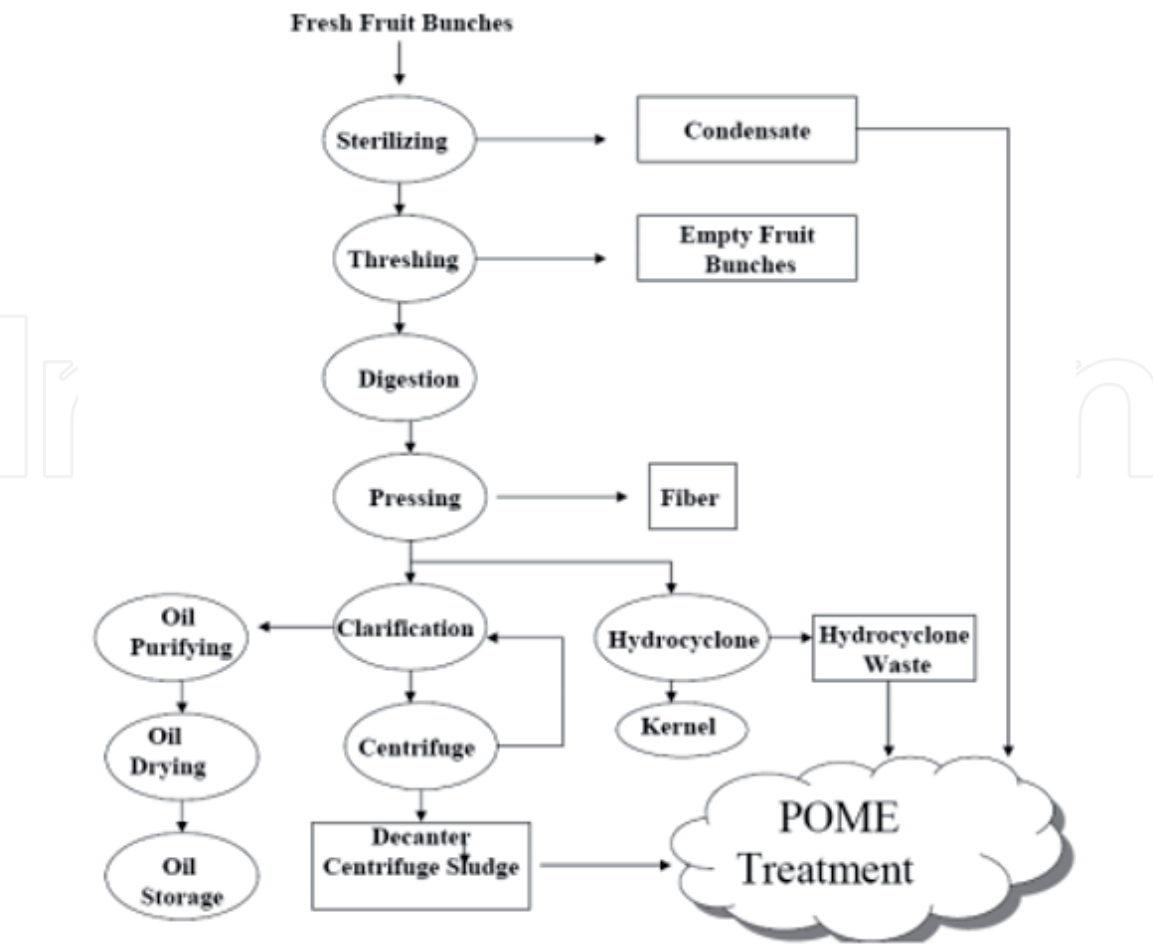 Fresh Fruit Bunches
Sterilizing
Condensate
Threshing
Empty Fruit
Bunches
Digestion
Pressing
Fiber
Clarification
Oil
Purifying
Hydrocyclone
Hydrocyclone
Waste
Kernel
Centrifuge
Oil
Drying
Decanter
Centrifuge Sludge
POME
Treatment
Oil
Storage